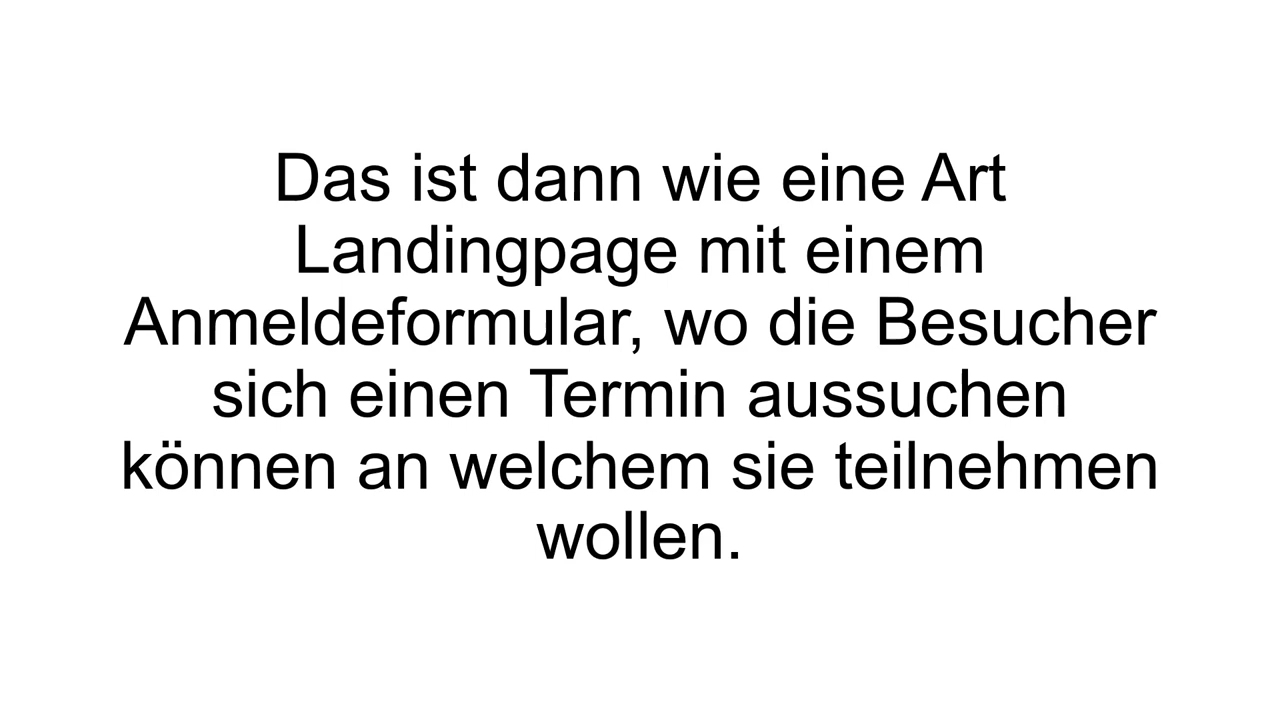 Das ist dann wie eine Art
Landingpage mit einem
Anmeldeformular, wo die Besucher
sich einen Termin aussuchen
können an welchem sie teilnehmen
wollen.